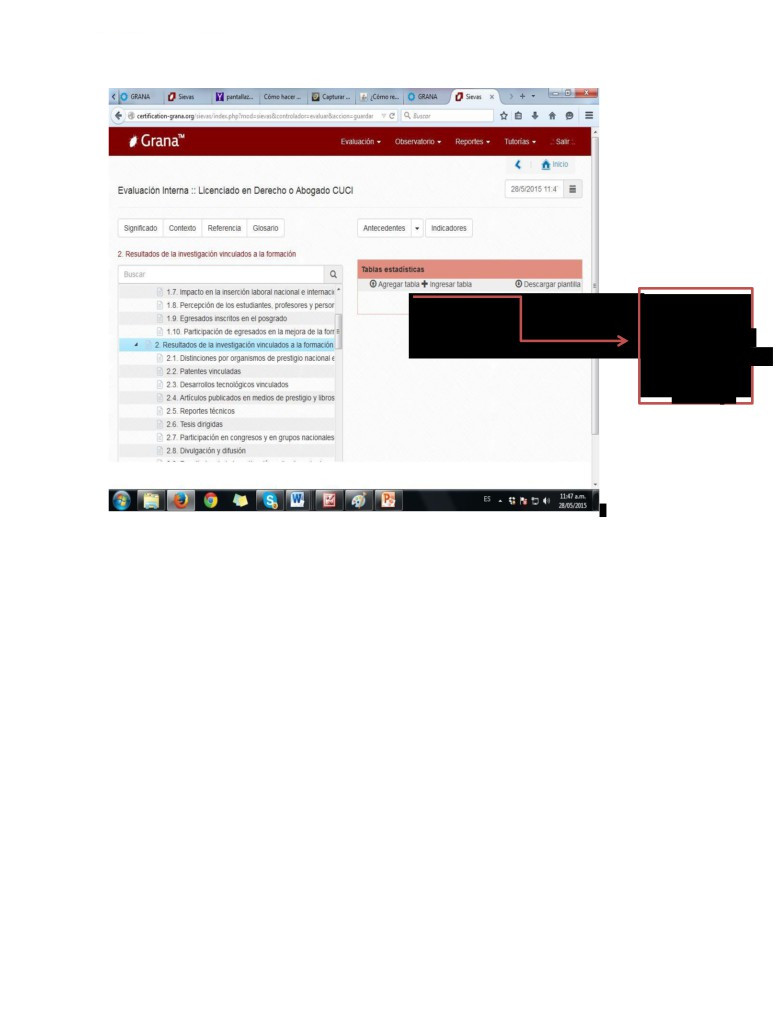 GRANA Sievas pantallaz... Cómo hacer ... Capturar ... ¿Cómo re... GRANA Sievas
certification-grana.org/sievas/index.php?mod=sievas&controlador=evaluar&accion=guardar Buscar
Grana™ Evaluación Observatorio Reportes Tutorías .: Salir :.
Inicio
Evaluación Interna :: Licenciado en Derecho o Abogado CUCI 28/5/2015 11:4
Significado Contexto Referencia Glosario Antecedentes Indicadores
2. Resultados de la investigación vinculados a la formación
Buscar Tablas estadísticas
Agregar tabla Ingresar tabla Descargar plantilla
1.7. Impacto en la inserción laboral nacional e internaci
1.8. Percepción de los estudiantes, profesores y person
1.9. Egresados inscritos en el posgrado
1.10. Participación de egresados en la mejora de la form
2. Resultados de la investigación vinculados a la formación
2.1. Distinciones por organismos de prestigio nacional e
2.2. Patentes vinculadas
2.3. Desarrollos tecnológicos vinculados
2.4. Artículos publicados en medios de prestigio y libros
2.5. Reportes técnicos
2.6. Tesis dirigidas
2.7. Participación en congresos y en grupos nacionales
2.8. Divulgación y difusión
ES 11:47 a.m.
28/05/2015